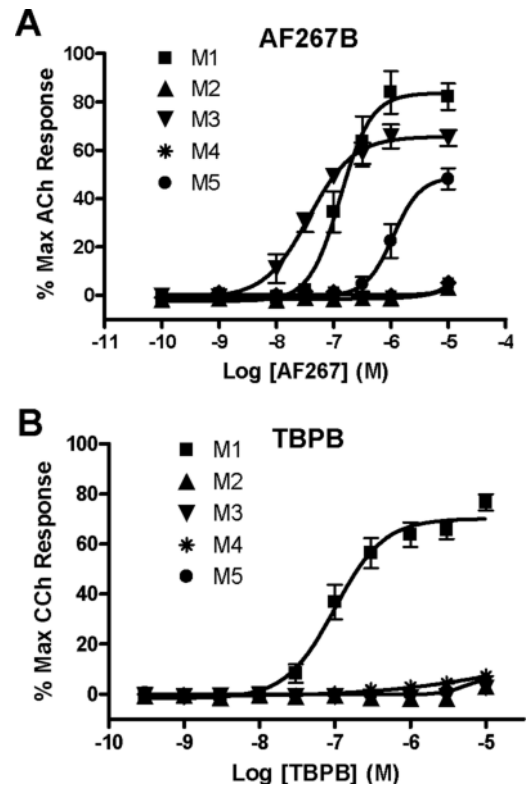 A
AF267B
% Max ACh Response
100
80
60
40
20
0
M1
M2
M3
M4
M5
-11 -10 -9 -8 -7 -6 -5 -4
Log [AF267] (M)
B
TBPB
% Max CCh Response
100
80
60
40
20
0
M1
M2
M3
M4
M5
-10 -9 -8 -7 -6 -5
Log [TBPB] (M)